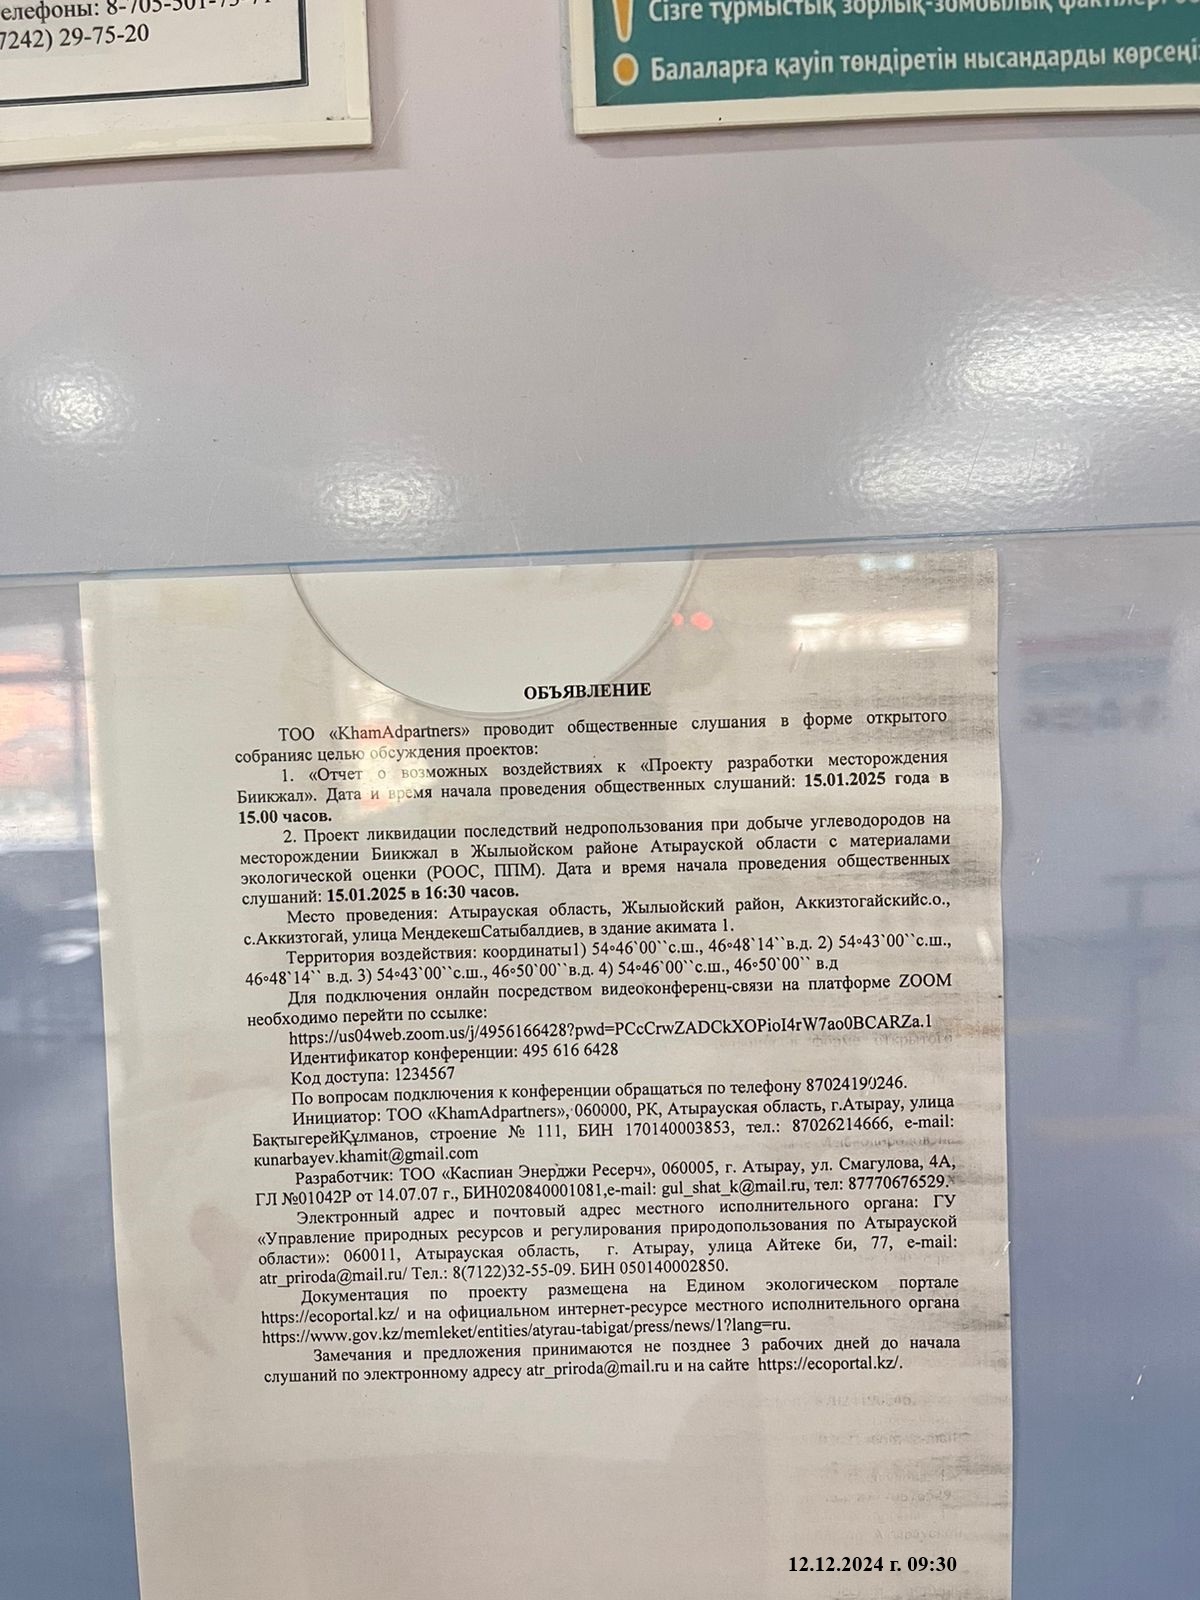 телефоны: 8-705-501-75-71
7242) 29-75-20
Сізге тұрмыстық зорлық-зомбылық фактілері
Балаларға қауіп төндіретін нысандарды көрсеңіз
ОБЪЯВЛЕНИЕ
ТОО «KhamAdpartners» проводит общественные слушания в форме открытого
собранияс целью обсуждения проектов:
1. «Отчет о возможных воздействиях к «Проекту разработки месторождения
Биикжал». Дата и время начала проведения общественных слушаний: 15.01.2025 года в
15.00 часов.
2. Проект ликвидации последствий недропользования при добыче углеводородов на
месторождении Биикжал в Жылыойском районе Атырауской области с материалами
экологической оценки (РООС, ППМ). Дата и время начала проведения общественных
слушаний: 15.01.2025 в 16:30 часов.
Место проведения: Атырауская область, Жылыойский район, Аккизтогайскийс.о.,
с.Аккизтогай, улица МеңдекешСатыбалдиев, в здание акимата 1.
Территория воздействия: координаты1) 54∘46`00``с.ш., 46∘48`14``в.д. 2) 54∘43`00``с.ш.,
46∘48`14`` в.д. 3) 54∘43`00``с.ш., 46∘50`00``в.д. 4) 54∘46`00``с.ш., 46∘50`00`` в.д
Для подключения онлайн посредством видеоконференц-связи на платформе ZOOM
необходимо перейти по ссылке:
https://us04web.zoom.us/j/4956166428?pwd=PCcCrwZADCkXOPioI4rW7ao0BCARZa.1
Идентификатор конференции: 495 616 6428
Код доступа: 1234567
По вопросам подключения к конференции обращаться по телефону 87024190246.
Инициатор: ТОО «KhamAdpartners», 060000, РК, Атырауская область, г.Атырау, улица
БақтыгерейҚұлманов, строение № 111, БИН 170140003853, тел.: 87026214666, e-mail:
kunarbayev.khamit@gmail.com
Разработчик: ТОО «Каспиан Энерджи Ресерч», 060005, г. Атырау, ул. Смагулова, 4А,
ГЛ №01042Р от 14.07.07 г., БИН020840001081,e-mail: gul_shat_k@mail.ru, тел: 87770676529.
Электронный адрес и почтовый адрес местного исполнительного органа: ГУ
«Управление природных ресурсов и регулирования природопользования по Атырауской
области»: 060011, Атырауская область, г. Атырау, улица Айтеке би, 77, e-mail:
atr_priroda@mail.ru/ Тел.: 8(7122)32-55-09. БИН 050140002850.
Документация по проекту размещена на Едином экологическом портале
https://ecoportal.kz/ и на официальном интернет-ресурсе местного исполнительного органа
https://www.gov.kz/memleket/entities/atyrau-tabigat/press/news/1?lang=ru.
Замечания и предложения принимаются не позднее 3 рабочих дней до начала
слушаний по электронному адресу atr_priroda@mail.ru и на сайте https://ecoportal.kz/.
12.12.2024 г. 09:30